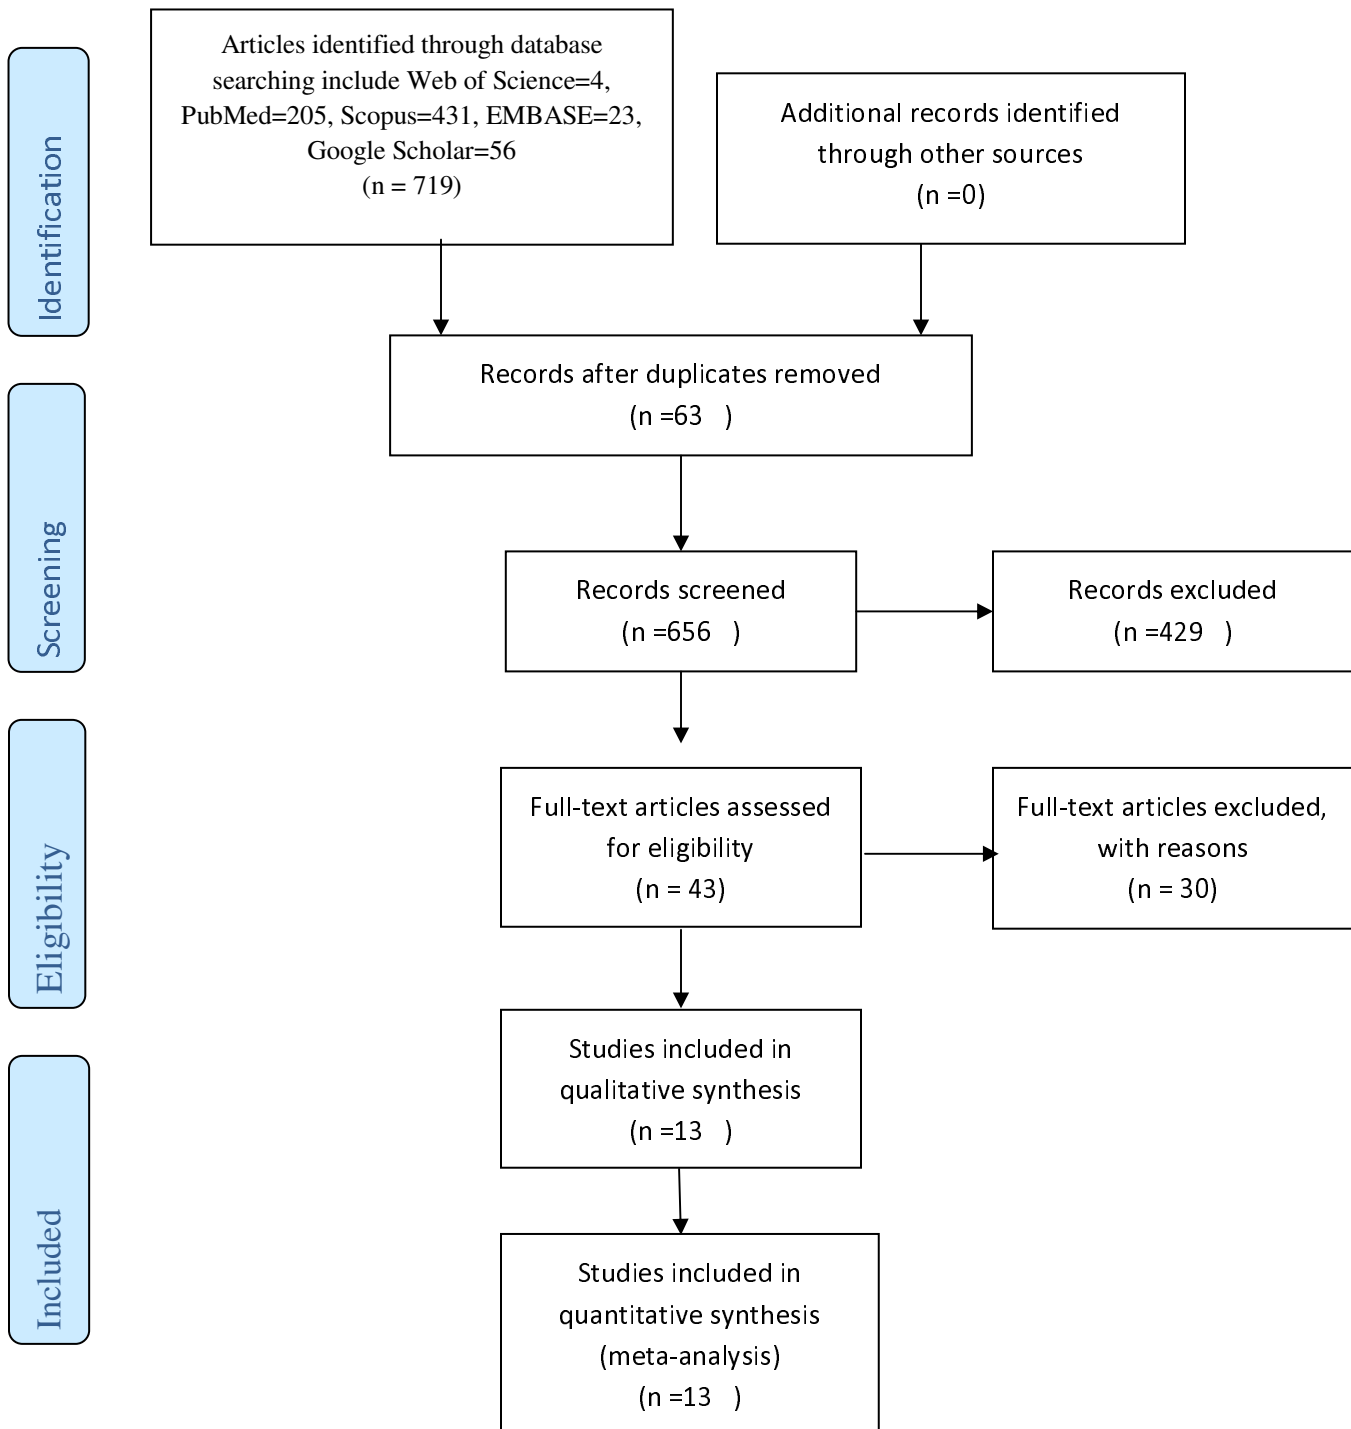 Identification
Articles identified through database
searching include Web of Science=4,
PubMed=205, Scopus=431, EMBASE=23,
Google Scholar=56
(n = 719)
Additional records identified
through other sources
(n =0)
Records after duplicates removed
(n =63   )
Screening
Records screened
(n =656   )
Records excluded
(n =429   )
Eligibility
Full-text articles assessed
for eligibility
(n = 43)
Full-text articles excluded,
with reasons
(n = 30)
Included
Studies included in
qualitative synthesis
(n =13   )
Studies included in
quantitative synthesis
(meta-analysis)
(n =13   )